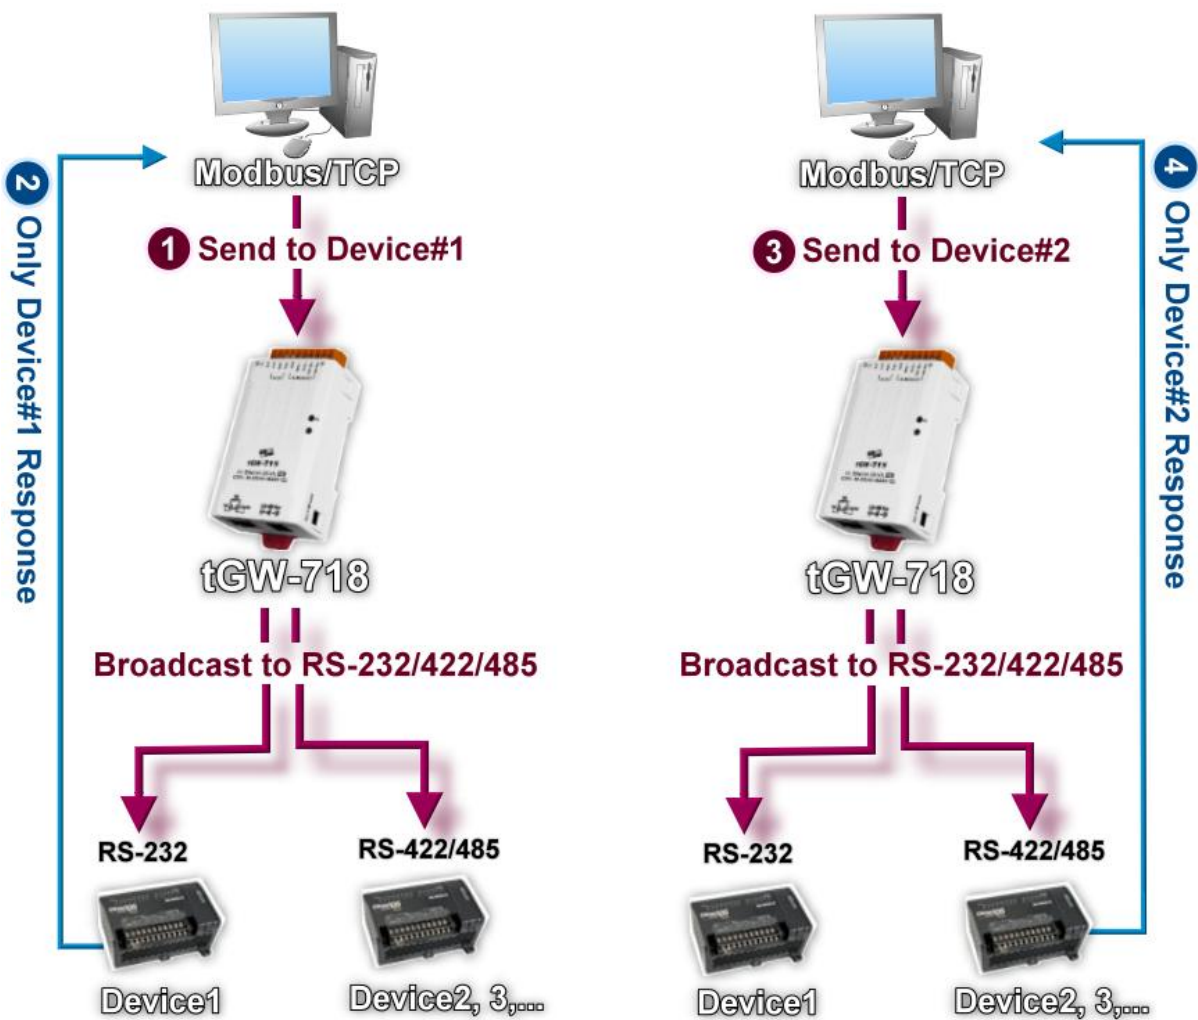 Modbus/TCP
1 Send to Device#1
2 Only Device#1 Response
tGW-718
Broadcast to RS-232/422/485
RS-232
RS-422/485
Device1
Device2, 3,...
Modbus/TCP
3 Send to Device#2
4 Only Device#2 Response
tGW-718
Broadcast to RS-232/422/485
RS-232
RS-422/485
Device1
Device2, 3,...